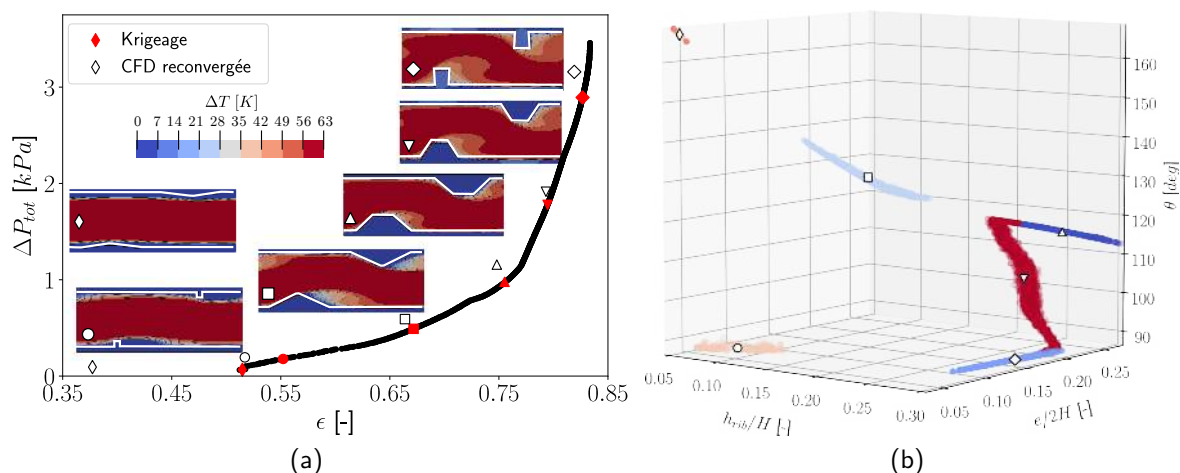 Krigeage
CFD reconvergée
ΔT [K]
0 7 14 21 28 35 42 49 56 63
ΔP_tot [kPa]
3
2
1
0
0.35 0.45 0.55 0.65 0.75 0.85
ϵ [-]
(a)
160
150
140
130
120
110
100
90
θ [deg]
0.05 0.10 0.15 0.20 0.25 0.30
h_rib/H [-]
0.05 0.10 0.15 0.20 0.25
e/2H [-]
(b)